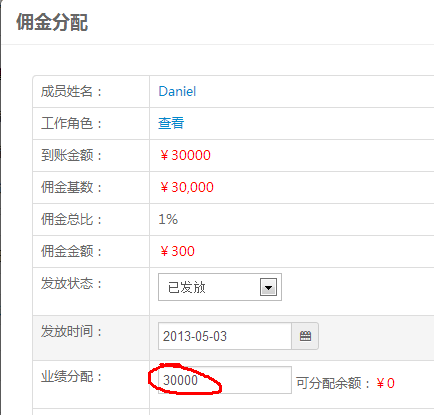 佣金分配
成员姓名： Daniel
工作角色： 查看
到账金额： ￥30000
佣金基数： ￥30,000
佣金总比： 1%
佣金金额： ￥300
发放状态： 已发放
发放时间： 2013-05-03
业绩分配： 30000 可分配余额：￥0